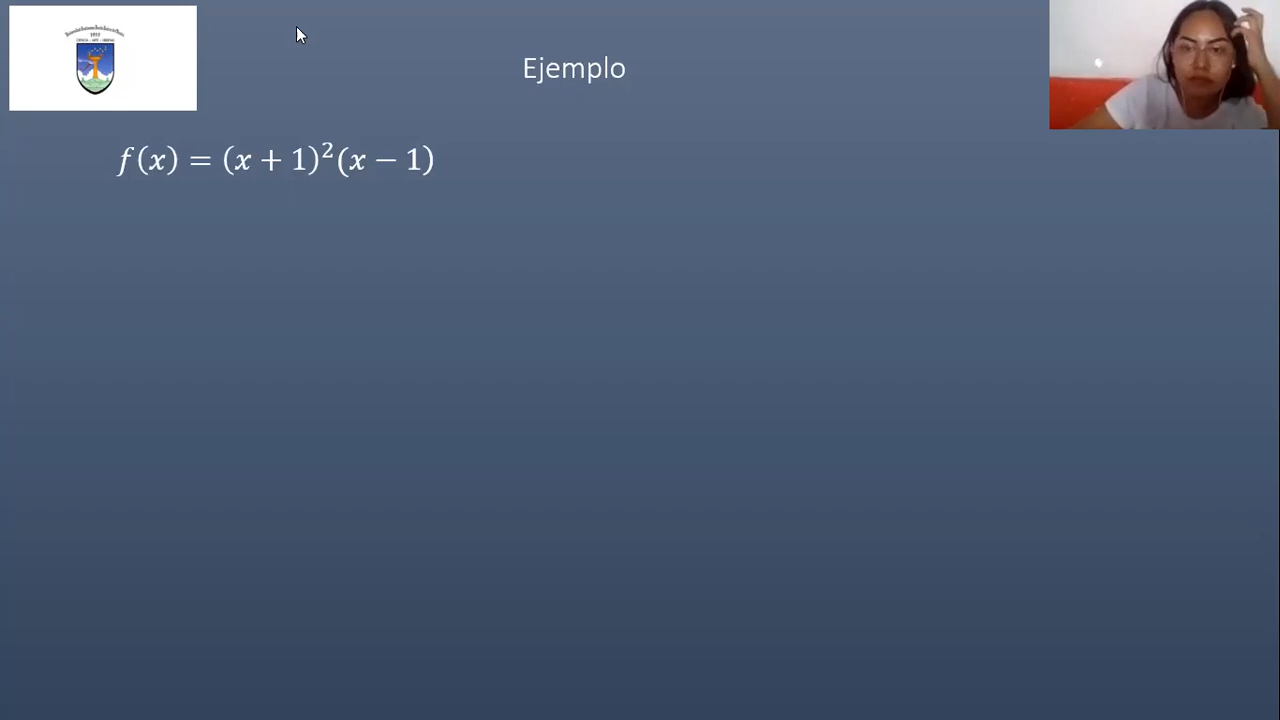 Ejemplo
f(x) = (x + 1)²(x − 1)